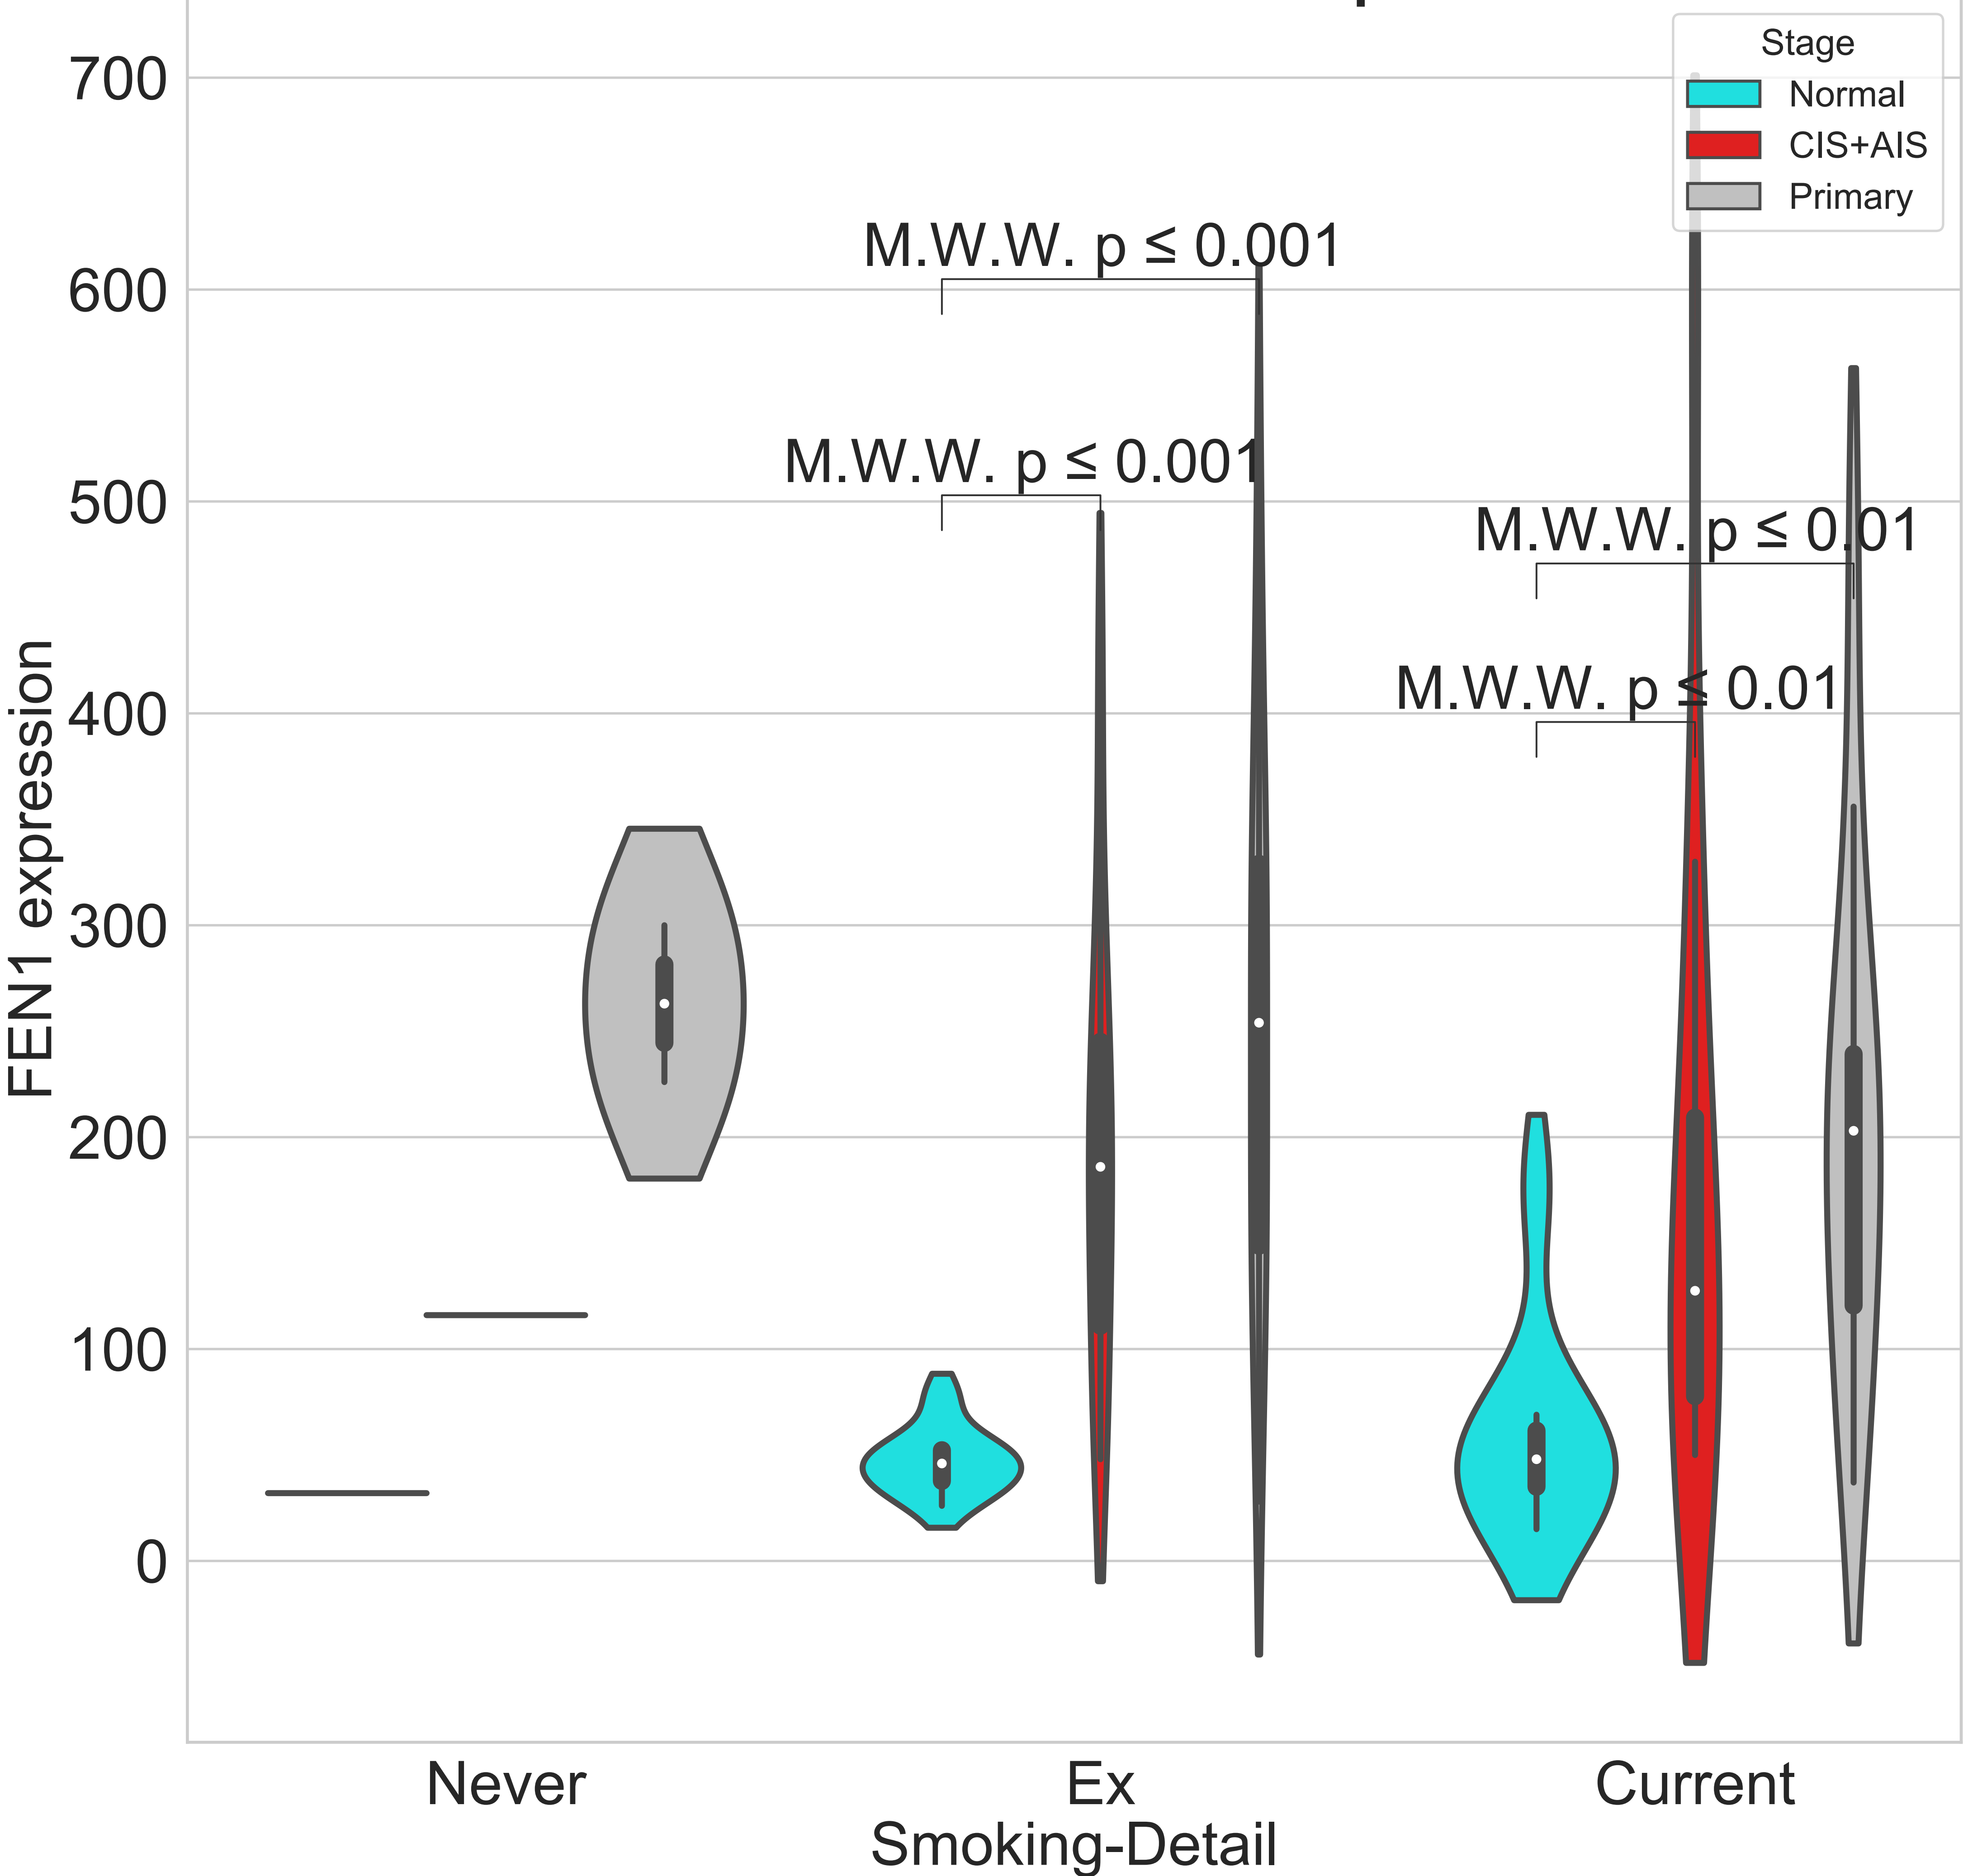 Stage
Normal
CIS+AIS
Primary
700
600
500
400
300
200
100
0
FEN1 expression
M.W.W. p ≤ 0.001
M.W.W. p ≤ 0.001
M.W.W. p ≤ 0.01
M.W.W. p ≤ 0.01
Never
Ex
Current
Smoking-Detail